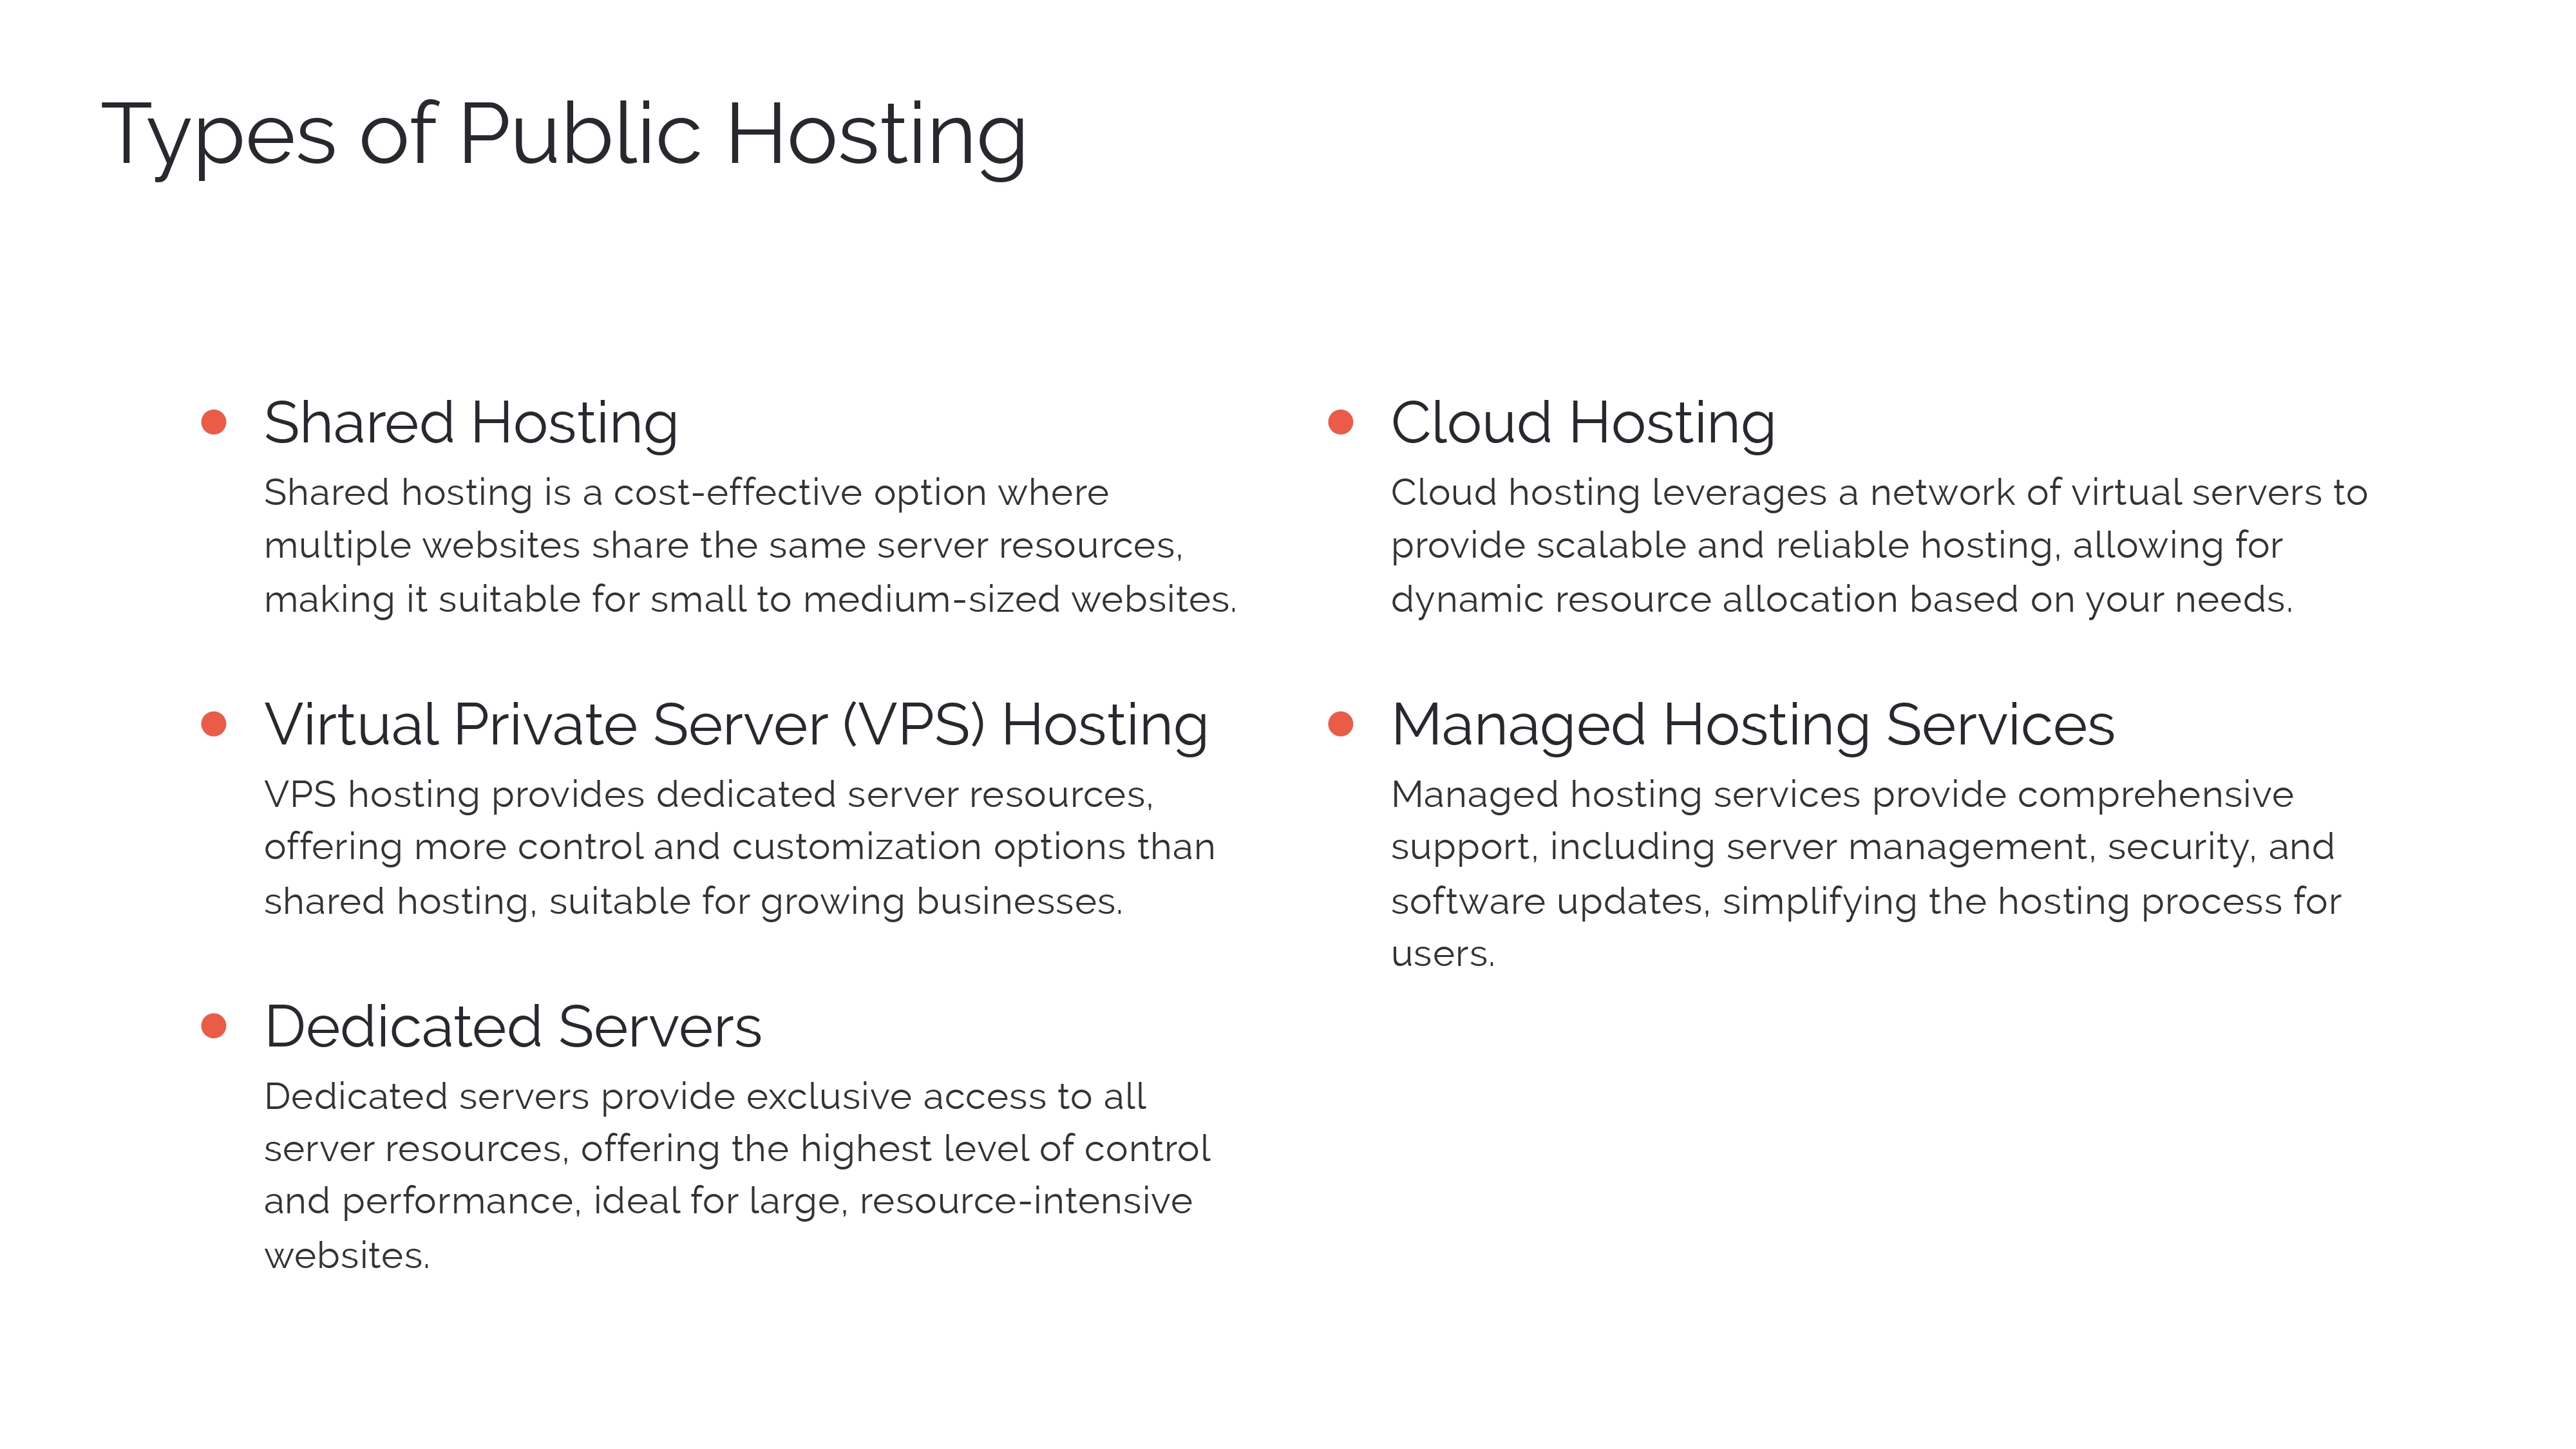 Types of Public Hosting
Shared Hosting
Shared hosting is a cost-effective option where
multiple websites share the same server resources,
making it suitable for small to medium-sized websites.
Virtual Private Server (VPS) Hosting
VPS hosting provides dedicated server resources,
offering more control and customization options than
shared hosting, suitable for growing businesses.
Dedicated Servers
Dedicated servers provide exclusive access to all
server resources, offering the highest level of control
and performance, ideal for large, resource-intensive
websites.
Cloud Hosting
Cloud hosting leverages a network of virtual servers to
provide scalable and reliable hosting, allowing for
dynamic resource allocation based on your needs.
Managed Hosting Services
Managed hosting services provide comprehensive
support, including server management, security, and
software updates, simplifying the hosting process for
users.